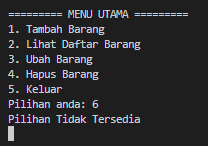 ========= MENU UTAMA =========
1. Tambah Barang
2. Lihat Daftar Barang
3. Ubah Barang
4. Hapus Barang
5. Keluar
Pilihan anda: 6
Pilihan Tidak Tersedia